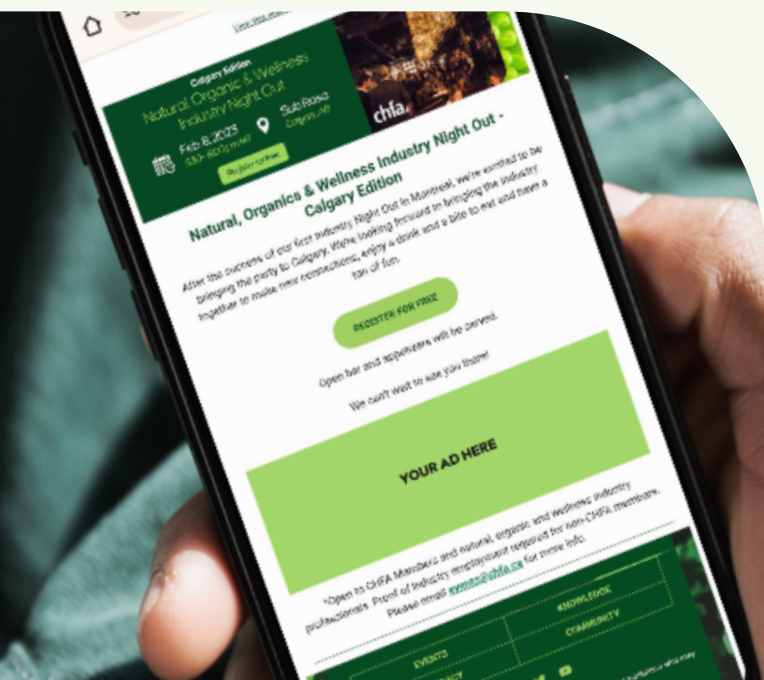 Calgary Edition
Natural Organic & Wellness
Industry Night Out
Feb 8, 2023
Sub Rosa
Calgary, AB
Register for Free
chfa.
Natural, Organics & Wellness Industry Night Out -
Calgary Edition
After the success of our first Industry Night Out in Montreal, we're excited to be
bringing the party to Calgary. We're looking forward to bringing the industry
together to make new connections, enjoy a drink and a bite to eat and have a
ton of fun.
REGISTER FOR FREE
Open bar and appetizers will be served.
We can't wait to see you there!
YOUR AD HERE
*Open to CHFA Members and natural, organic and wellness industry
professionals. Proof of industry employment required for non-CHFA members.
Please email events@chfa.ca for more info.
EVENTS
KNOWLEDGE
COMMUNITY